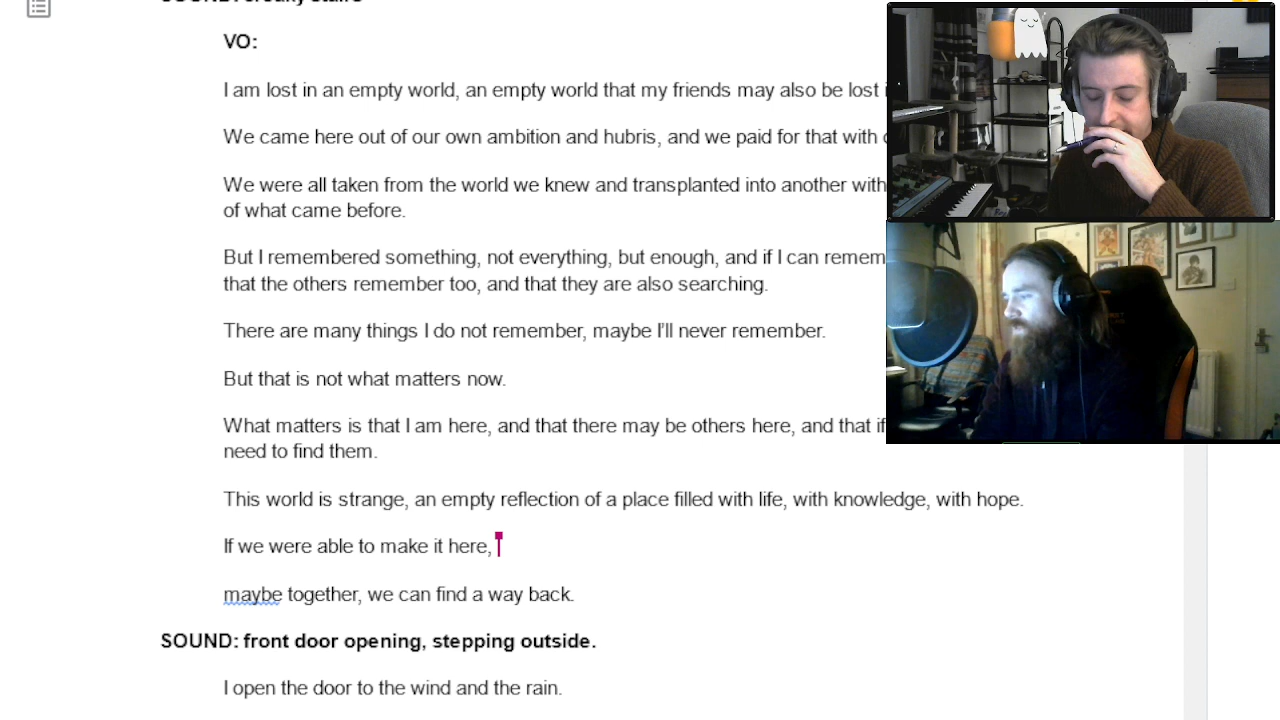 VO:
I am lost in an empty world, an empty world that my friends may also be lost
We came here out of our own ambition and hubris, and we paid for that with
We were all taken from the world we knew and transplanted into another with
of what came before.
But I remembered something, not everything, but enough, and if I can remem
that the others remember too, and that they are also searching.
There are many things I do not remember, maybe I'll never remember.
But that is not what matters now.
What matters is that I am here, and that there may be others here, and that if
need to find them.
This world is strange, an empty reflection of a place filled with life, with knowledge, with hope.
If we were able to make it here,
maybe together, we can find a way back.
SOUND: front door opening, stepping outside.
I open the door to the wind and the rain.